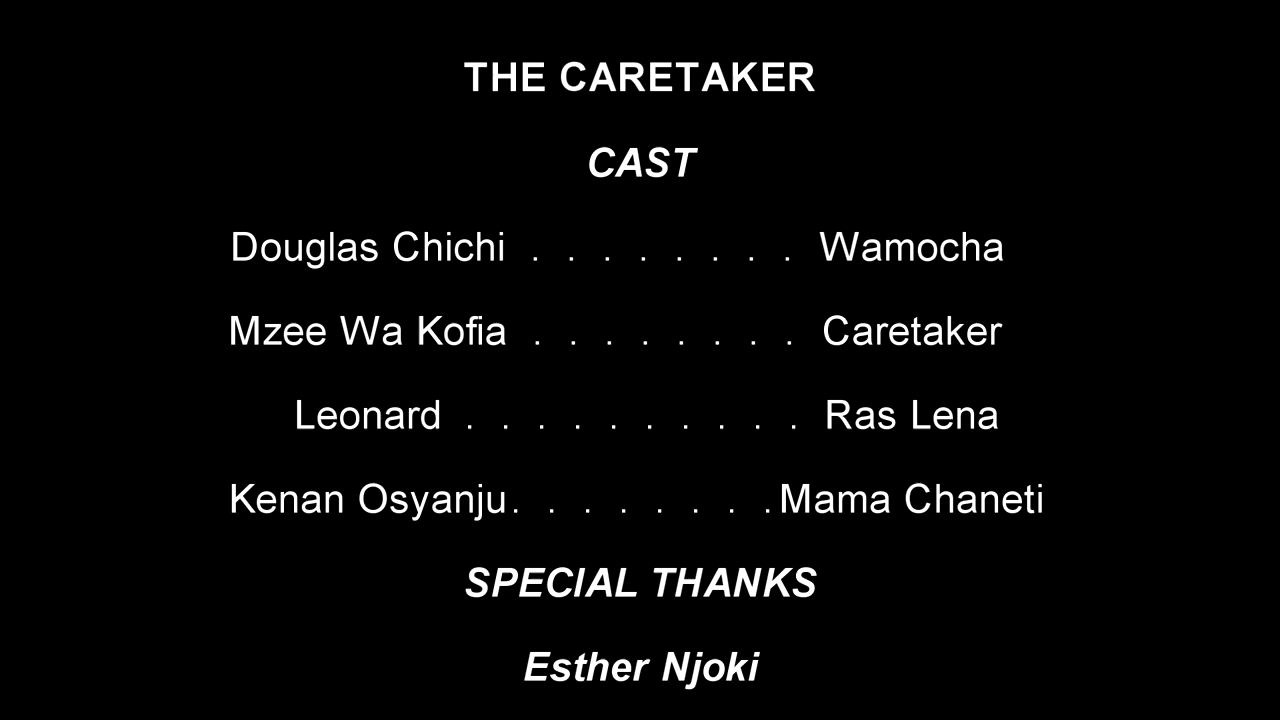 THE CARETAKER
CAST
Douglas Chichi . . . . . . . . Wamocha
Mzee Wa Kofia . . . . . . . . Caretaker
Leonard . . . . . . . . . . Ras Lena
Kenan Osyanju. . . . . . . .Mama Chaneti
SPECIAL THANKS
Esther Njoki